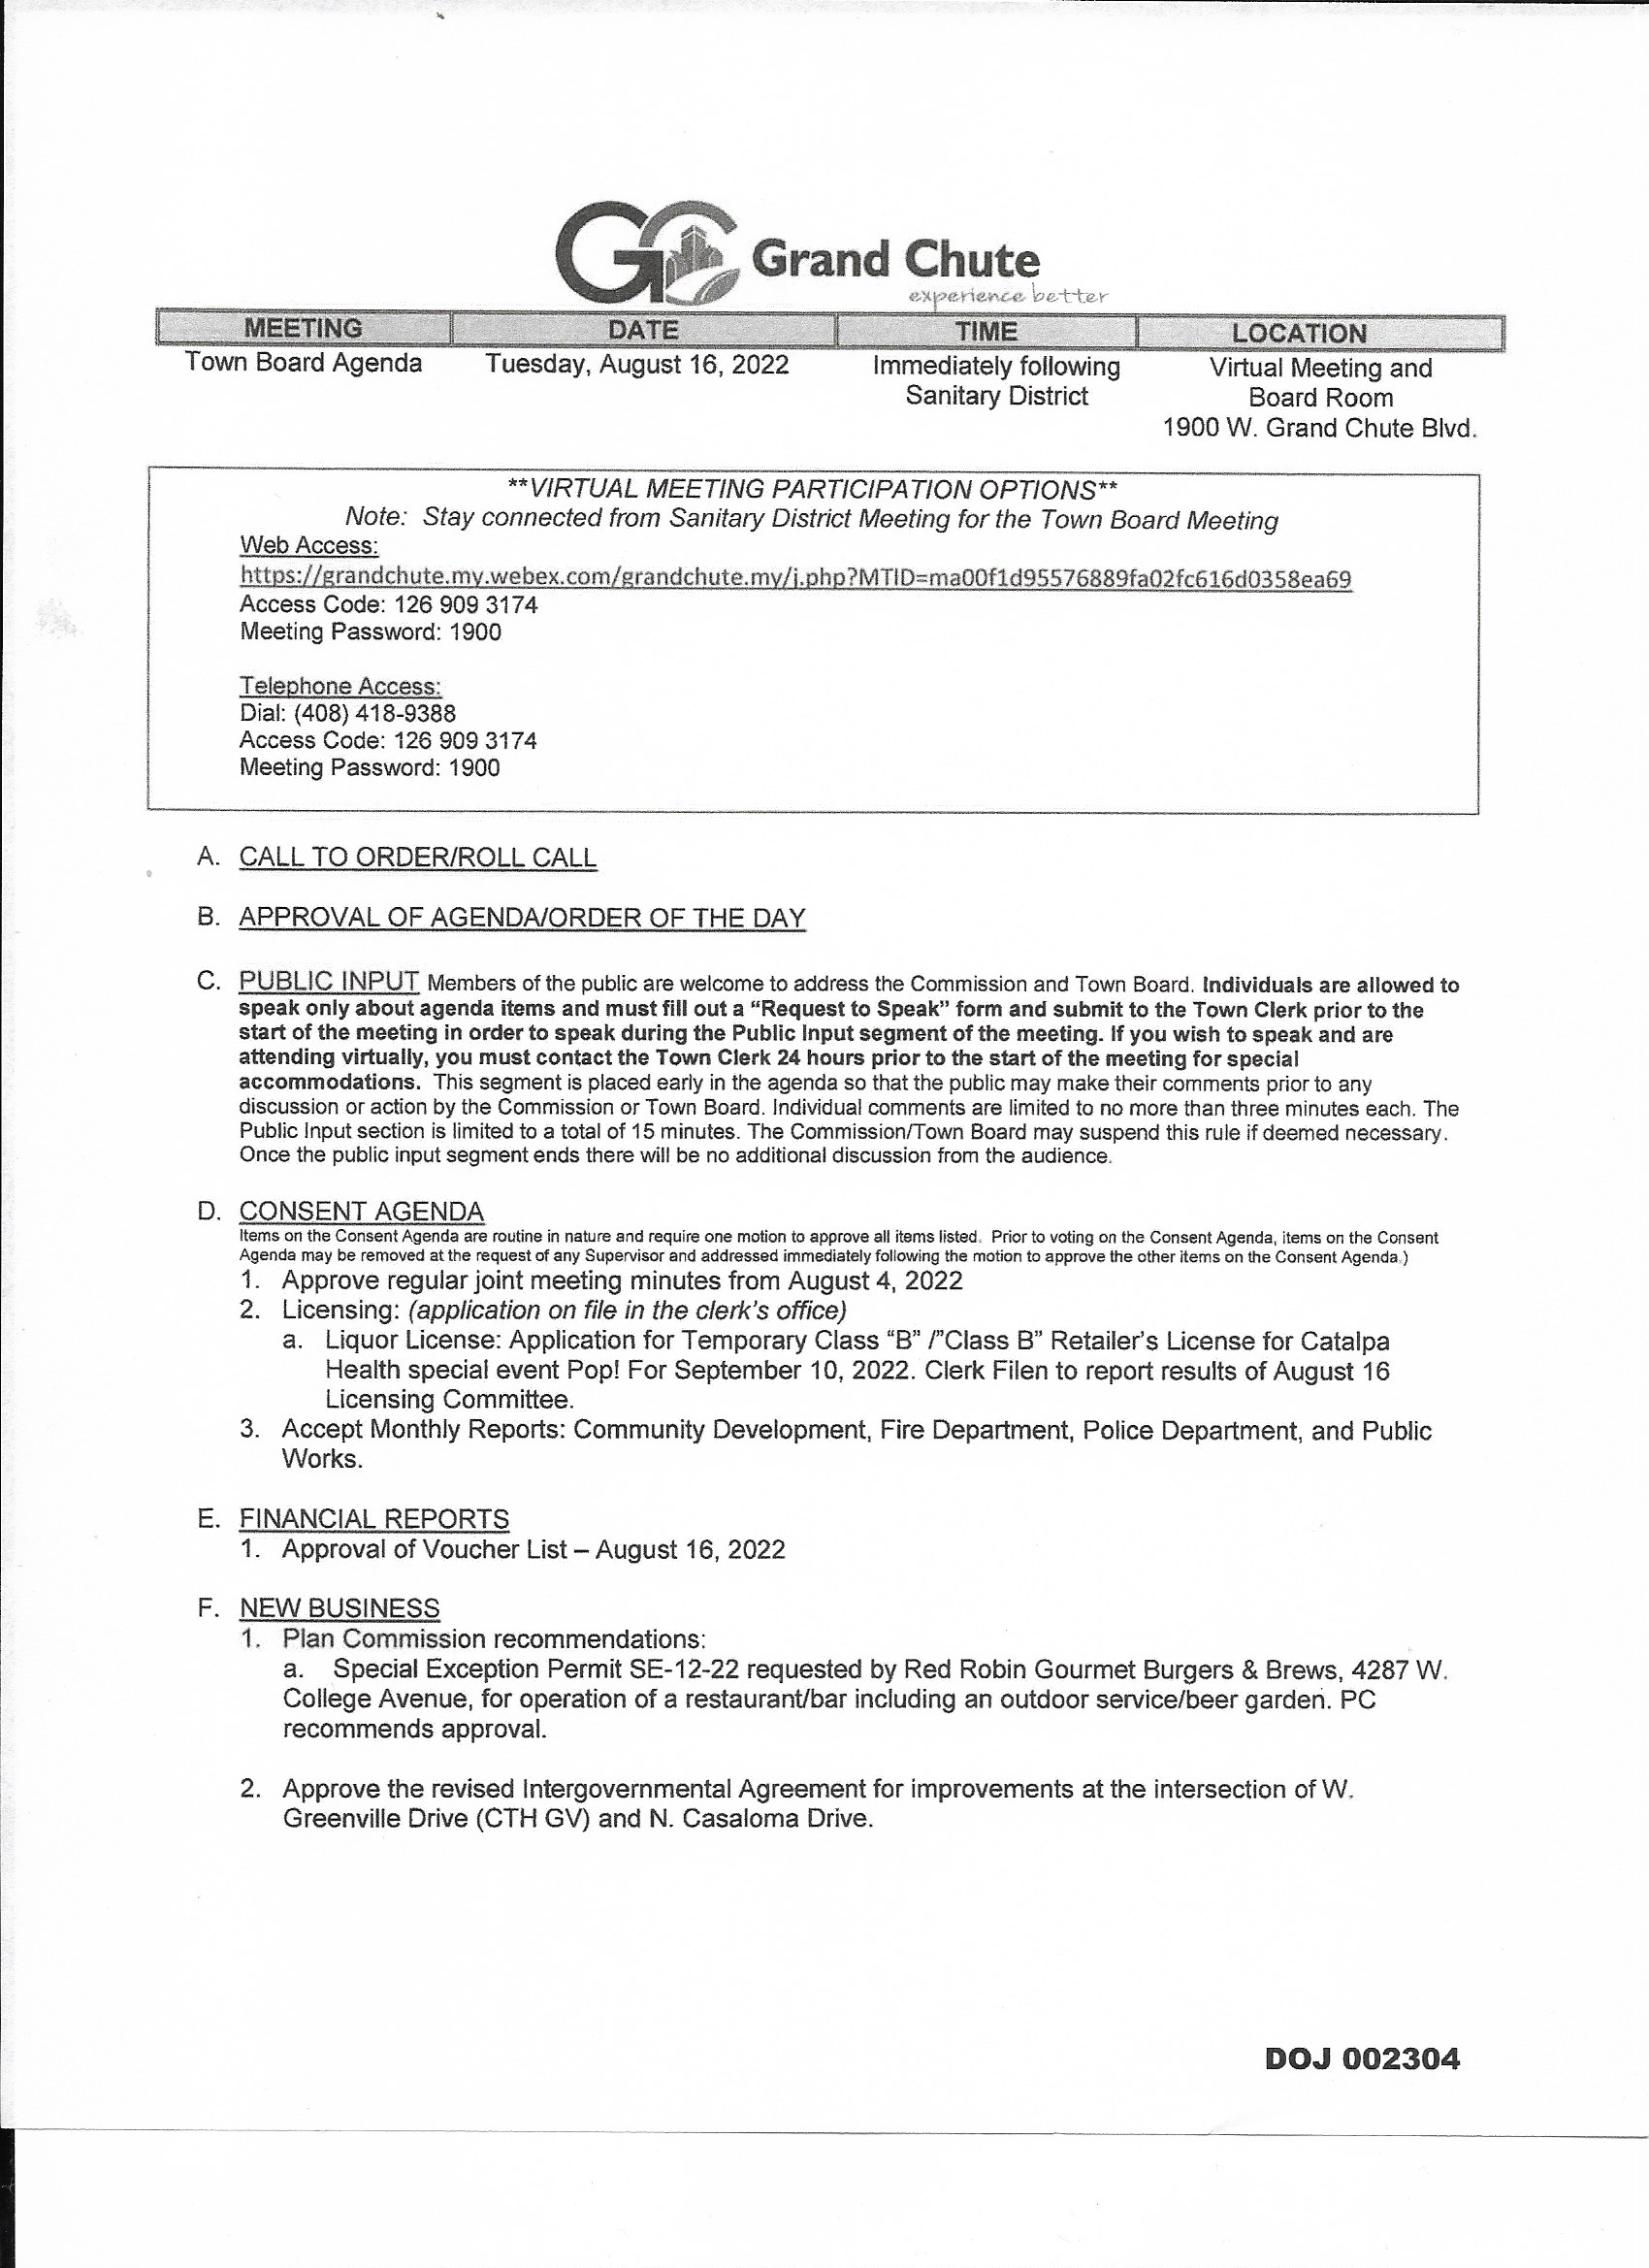 GC Grand Chute
experience better
MEETING DATE TIME LOCATION
Town Board Agenda Tuesday, August 16, 2022 Immediately following Virtual Meeting and
Sanitary District Board Room
1900 W. Grand Chute Blvd.
**VIRTUAL MEETING PARTICIPATION OPTIONS**
Note: Stay connected from Sanitary District Meeting for the Town Board Meeting
Web Access:
https://grandchute.my.webex.com/grandchute.my/j.php?MTID=ma00f1d95576889fa02fc616d0358ea69
Access Code: 126 909 3174
Meeting Password: 1900
Telephone Access:
Dial: (408) 418-9388
Access Code: 126 909 3174
Meeting Password: 1900
A. CALL TO ORDER/ROLL CALL
B. APPROVAL OF AGENDA/ORDER OF THE DAY
C. PUBLIC INPUT Members of the public are welcome to address the Commission and Town Board. Individuals are allowed to
speak only about agenda items and must fill out a “Request to Speak” form and submit to the Town Clerk prior to the
start of the meeting in order to speak during the Public Input segment of the meeting. If you wish to speak and are
attending virtually, you must contact the Town Clerk 24 hours prior to the start of the meeting for special
accommodations. This segment is placed early in the agenda so that the public may make their comments prior to any
discussion or action by the Commission or Town Board. Individual comments are limited to no more than three minutes each. The
Public Input section is limited to a total of 15 minutes. The Commission/Town Board may suspend this rule if deemed necessary.
Once the public input segment ends there will be no additional discussion from the audience.
D. CONSENT AGENDA
Items on the Consent Agenda are routine in nature and require one motion to approve all items listed. Prior to voting on the Consent Agenda, items on the Consent
Agenda may be removed at the request of any Supervisor and addressed immediately following the motion to approve the other items on the Consent Agenda.)
1. Approve regular joint meeting minutes from August 4, 2022
2. Licensing: (application on file in the clerk's office)
a. Liquor License: Application for Temporary Class “B” /”Class B” Retailer's License for Catalpa
Health special event Pop! For September 10, 2022. Clerk Filen to report results of August 16
Licensing Committee.
3. Accept Monthly Reports: Community Development, Fire Department, Police Department, and Public
Works.
E. FINANCIAL REPORTS
1. Approval of Voucher List – August 16, 2022
F. NEW BUSINESS
1. Plan Commission recommendations:
a. Special Exception Permit SE-12-22 requested by Red Robin Gourmet Burgers & Brews, 4287 W.
College Avenue, for operation of a restaurant/bar including an outdoor service/beer garden. PC
recommends approval.
2. Approve the revised Intergovernmental Agreement for improvements at the intersection of W.
Greenville Drive (CTH GV) and N. Casaloma Drive.
DOJ 002304